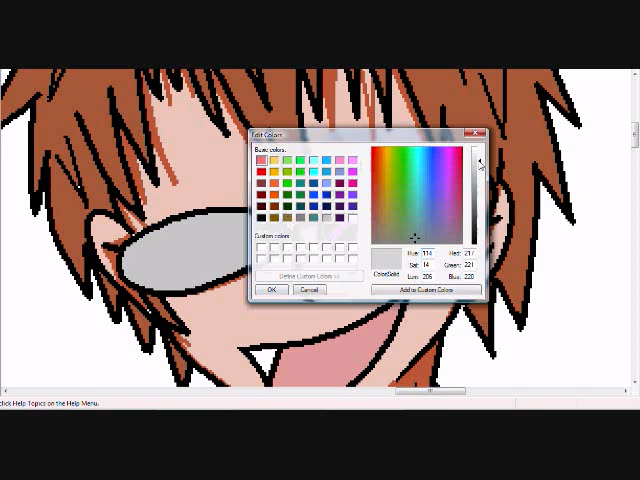 Edit Colors
Basic colors:
Custom colors:
Define Custom Colors >>
OK Cancel
Color|Solid
Hue: 114 Red: 217
Sat: 14 Green: 221
Lum: 206 Blue: 220
Add to Custom Colors
click Help Topics on the Help Menu.